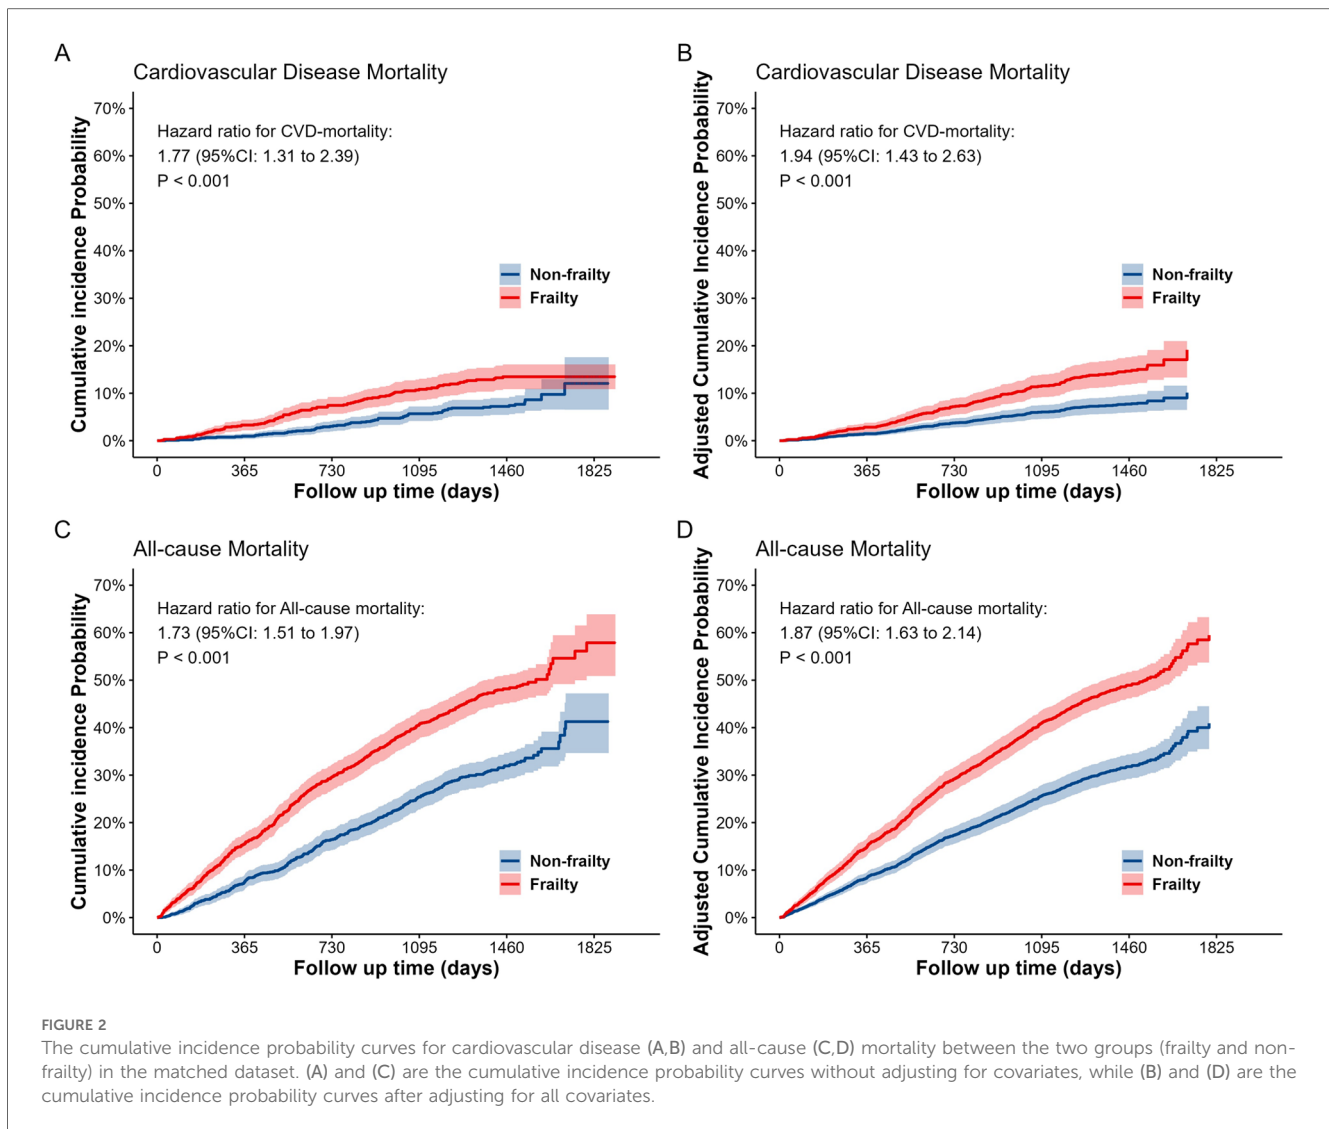 A
Cardiovascular Disease Mortality
Cumulative incidence Probability
70%
60%
50%
40%
30%
20%
10%
0%
Hazard ratio for CVD-mortality:
1.77 (95%CI: 1.31 to 2.39)
P < 0.001
Non-frailty
Frailty
0 365 730 1095 1460 1825
Follow up time (days)
B
Cardiovascular Disease Mortality
Adjusted Cumulative Incidence Probability
70%
60%
50%
40%
30%
20%
10%
0%
Hazard ratio for CVD-mortality:
1.94 (95%CI: 1.43 to 2.63)
P < 0.001
Non-frailty
Frailty
0 365 730 1095 1460 1825
Follow up time (days)
C
All-cause Mortality
Cumulative incidence Probability
70%
60%
50%
40%
30%
20%
10%
0%
Hazard ratio for All-cause mortality:
1.73 (95%CI: 1.51 to 1.97)
P < 0.001
Non-frailty
Frailty
0 365 730 1095 1460 1825
Follow up time (days)
D
All-cause Mortality
Adjusted Cumulative Incidence Probability
70%
60%
50%
40%
30%
20%
10%
0%
Hazard ratio for All-cause mortality:
1.87 (95%CI: 1.63 to 2.14)
P < 0.001
Non-frailty
Frailty
0 365 730 1095 1460 1825
Follow up time (days)
FIGURE 2
The cumulative incidence probability curves for cardiovascular disease (A,B) and all-cause (C,D) mortality between the two groups (frailty and non-
frailty) in the matched dataset. (A) and (C) are the cumulative incidence probability curves without adjusting for covariates, while (B) and (D) are the
cumulative incidence probability curves after adjusting for all covariates.